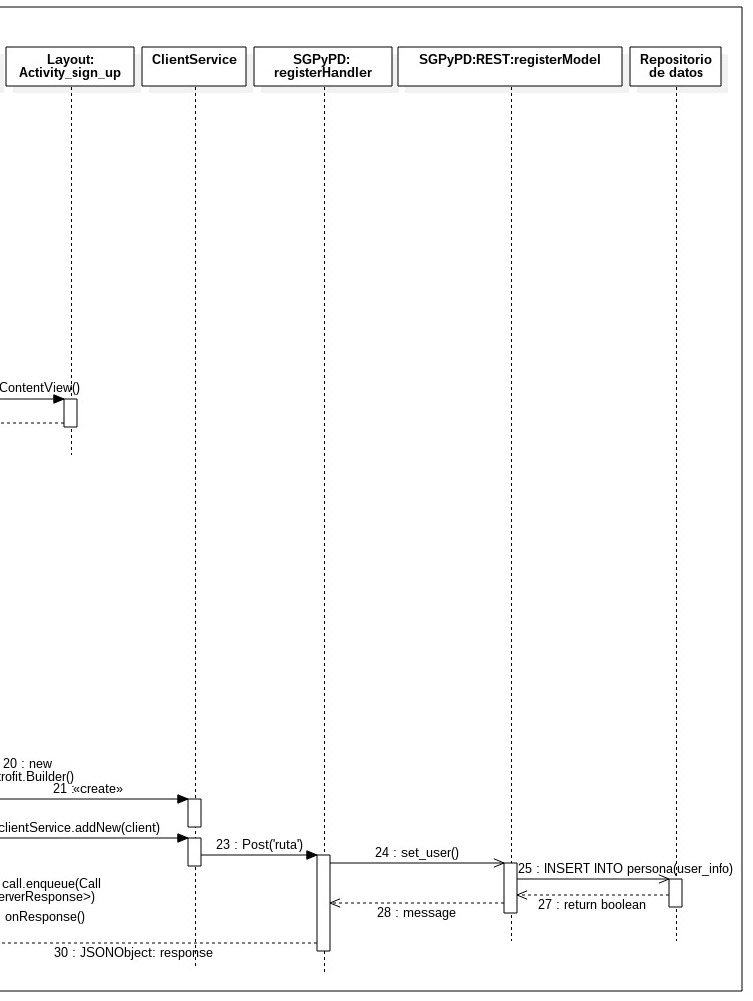 Layout:
Activity_sign_up
ClientService
SGPyPD:
registerHandler
SGPyPD:REST:registerModel
Repositorio
de datos
ContentView()
20 : new
rofit.Builder()
21 :«create»
clientService.addNew(client)
23 : Post('ruta')
24 : set_user()
25 : INSERT INTO persona(user_info)
call.enqueue(Call
erverResponse>)
27 : return boolean
28 : message
onResponse()
30 : JSONObject: response